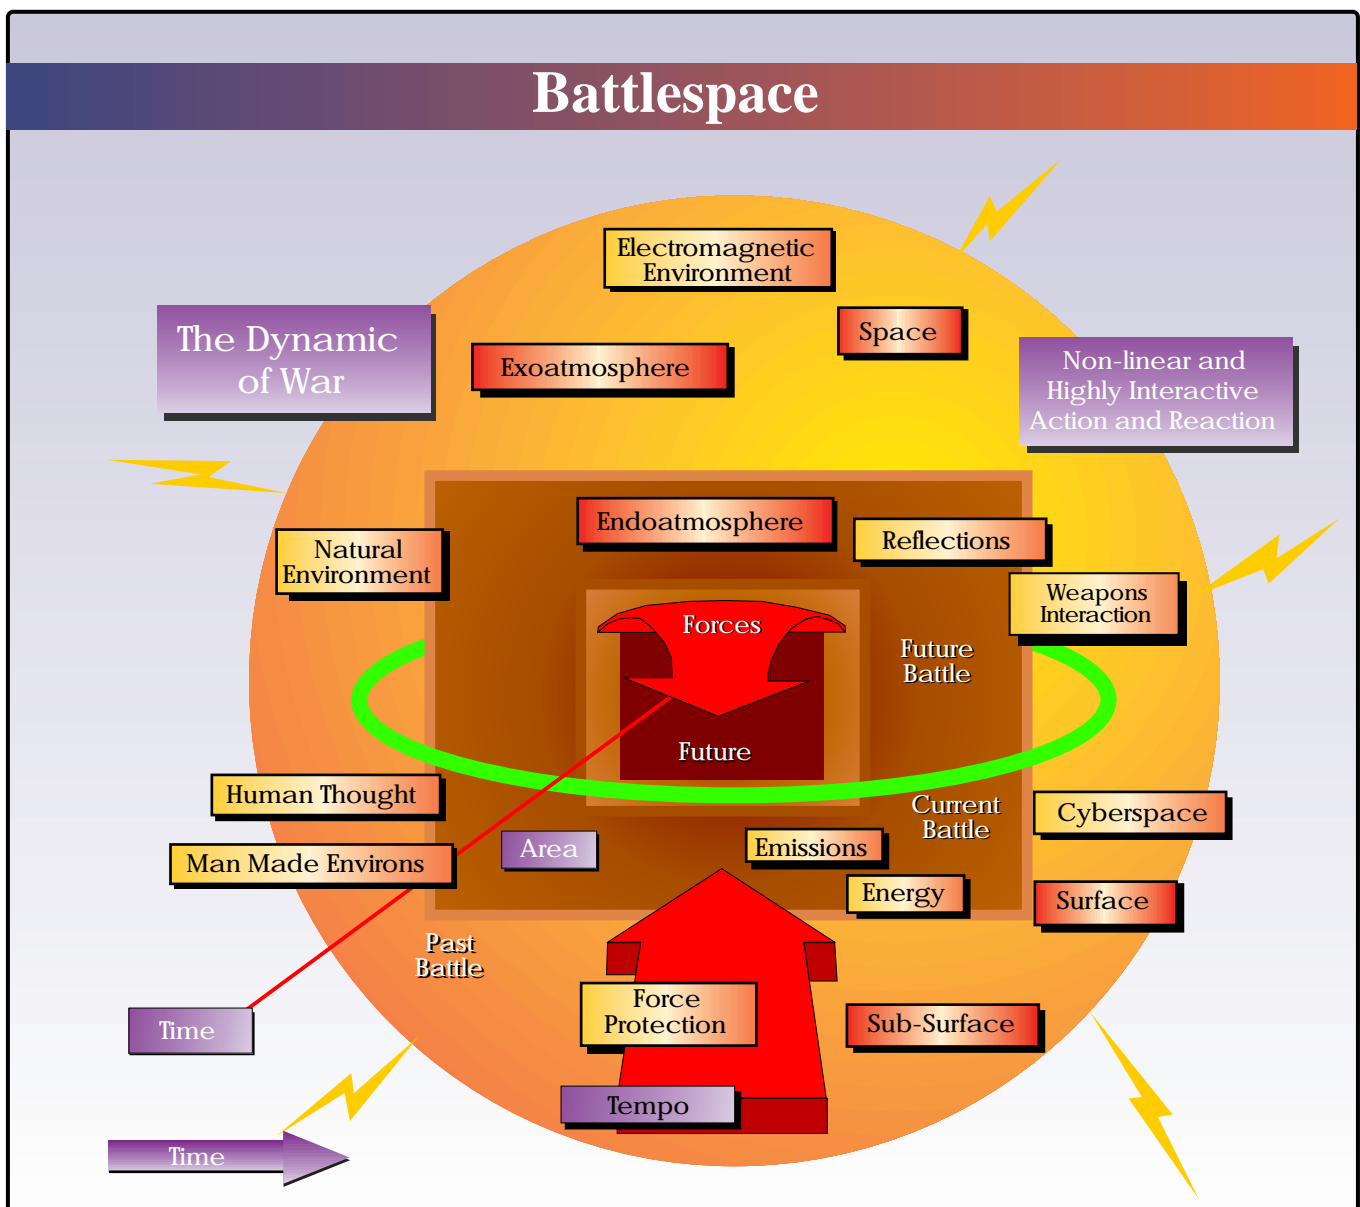 Battlespace
Electromagnetic
Environment
Space
The Dynamic
of War
Exoatmosphere
Non-linear and
Highly Interactive
Action and Reaction
Endoatmosphere
Reflections
Natural
Environment
Weapons
Interaction
Forces
Future
Battle
Future
Human Thought
Current
Battle
Cyberspace
Man Made Environs
Area
Emissions
Energy
Surface
Past
Battle
Force
Protection
Sub-Surface
Time
Tempo
Time